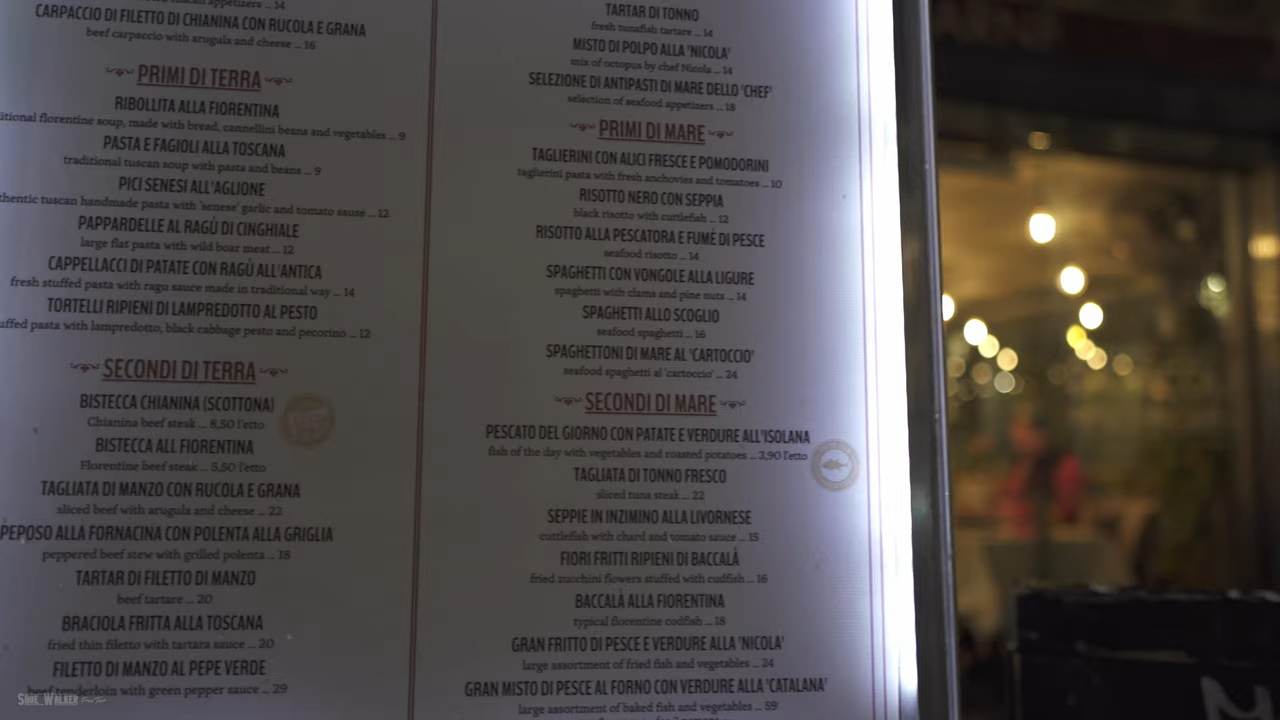 appetizers ... 14
CARPACCIO DI FILETTO DI CHIANINA CON RUCOLA E GRANA
beef carpaccio with arugula and cheese ... 16
PRIMI DI TERRA
RIBOLLITA ALLA FIORENTINA
florentine soup, made with bread, cannellini beans and vegetables ... 9
PASTA E FAGIOLI ALLA TOSCANA
traditional tuscan soup with pasta and beans ... 9
PICI SENESI ALL'AGLIONE
tuscan handmade pasta with 'senese' garlic and tomato sause ... 12
PAPPARDELLE AL RAGÙ DI CINGHIALE
large flat pasta with wild boar meat ... 12
CAPPELLACCI DI PATATE CON RAGÙ ALL'ANTICA
fresh stuffed pasta with ragu sauce made in traditional way ... 14
TORTELLI RIPIENI DI LAMPREDOTTO AL PESTO
pasta with lampredotto, black cabbage pesto and pecorino ... 12
SECONDI DI TERRA
BISTECCA CHIANINA (SCOTTONA)
Chianina beef steak ... 8,50 l'etto
BISTECCA ALL FIORENTINA
Florentine beef steak ... 5,50 l'etto
TAGLIATA DI MANZO CON RUCOLA E GRANA
sliced beef with arugula and cheese ... 22
PEPOSO ALLA FORNACINA CON POLENTA ALLA GRIGLIA
peppered beef stew with grilled polenta ... 18
TARTAR DI FILETTO DI MANZO
beef tartare ... 20
BRACIOLA FRITTA ALLA TOSCANA
fried thin filetto with tartara sauce ... 20
FILETTO DI MANZO AL PEPE VERDE
beef tenderloin with green pepper sauce ... 29
TARTAR DI TONNO
fresh tunafish tartare ... 14
MISTO DI POLPO ALLA 'NICOLA'
mix of octopus by chef Nicola ... 14
SELEZIONE DI ANTIPASTI DI MARE DELLO 'CHEF'
selection of seafood appetizers ... 18
PRIMI DI MARE
TAGLIERINI CON ALICI FRESCE E POMODORINI
taglierini pasta with fresh anchovies and tomatoes ... 10
RISOTTO NERO CON SEPPIA
black risotto with cuttlefish ... 12
RISOTTO ALLA PESCATORA E FUMÈ DI PESCE
seafood risotto ... 14
SPAGHETTI CON VONGOLE ALLA LIGURE
spaghetti with clams and pine nuts ... 14
SPAGHETTI ALLO SCOGLIO
seafood spaghetti ... 16
SPAGHETTONI DI MARE AL 'CARTOCCIO'
seafood spaghetti al 'cartoccio' ... 24
SECONDI DI MARE
PESCATO DEL GIORNO CON PATATE E VERDURE ALL'ISOLANA
fish of the day with vegetables and roasted potatoes ... 3,90 l'etto
TAGLIATA DI TONNO FRESCO
sliced tuna steak ... 22
SEPPIE IN INZIMINO ALLA LIVORNESE
cuttlefish with chard and tomato sauce ... 15
FIORI FRITTI RIPIENI DI BACCALÀ
fried zucchini flowers stuffed with cudfish ... 16
BACCALÀ ALLA FIORENTINA
typical florentine codfish ... 18
GRAN FRITTO DI PESCE E VERDURE ALLA 'NICOLA'
large assortment of fried fish and vegetables ... 24
GRAN MISTO DI PESCE AL FORNO CON VERDURE ALLA 'CATALANA'
large assortment of baked fish and vegetables ... 59
SHOE_WALKER